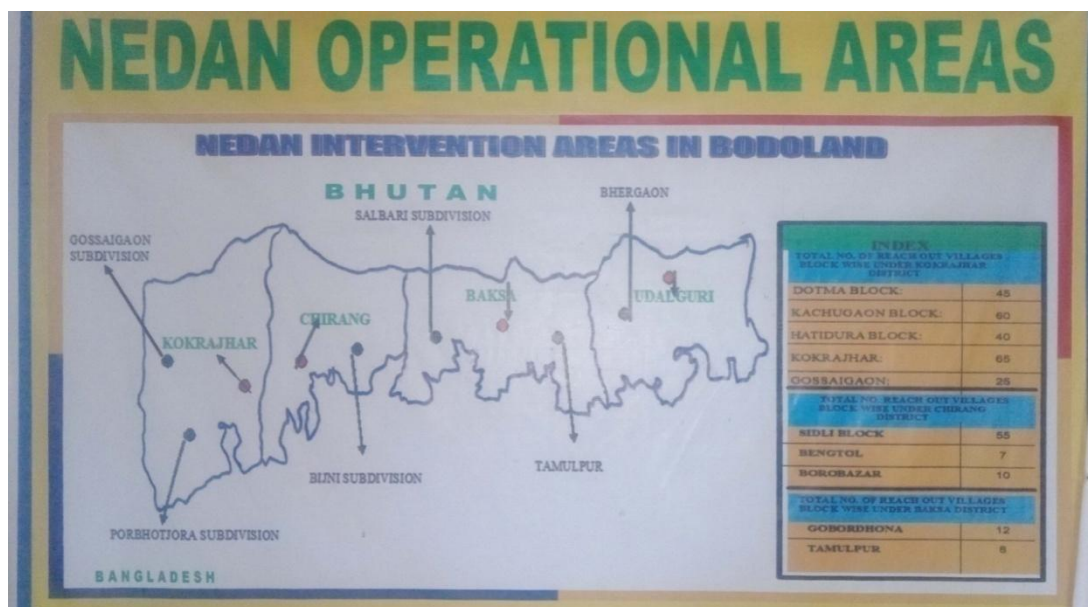 NEDAN OPERATIONAL AREAS
NEDAN INTERVENTION AREAS IN BODOLAND
BHUTAN
BHERGAON
SALBARI SUBDIVISION
GOSSAIGAON
SUBDIVISION
BAKSA
UDALGURI
CHIRANG
KOKRAJHAR
TAMULPUR
BIJNI SUBDIVISION
PORBHOTJORA SUBDIVISION
BANGLADESH
INDEX
TOTAL NO. OF REACH OUT VILLAGES
BLOCK WISE UNDER KOKRAJHAR
DISTRICT
DOTMA BLOCK: 45
KACHUGAON BLOCK: 60
HATIDURA BLOCK: 40
KOKRAJHAR: 65
GOSSAIGAON: 25
TOTAL NO. REACH OUT VILLAGES
BLOCK WISE UNDER CHIRANG
DISTRICT
SIDLI BLOCK 55
BENGTOL 7
BOROBAZAR 10
TOTAL NO. OF REACH OUT VILLAGES
BLOCK WISE UNDER BAKSA DISTRICT
GOBORDHONA 12
TAMULPUR